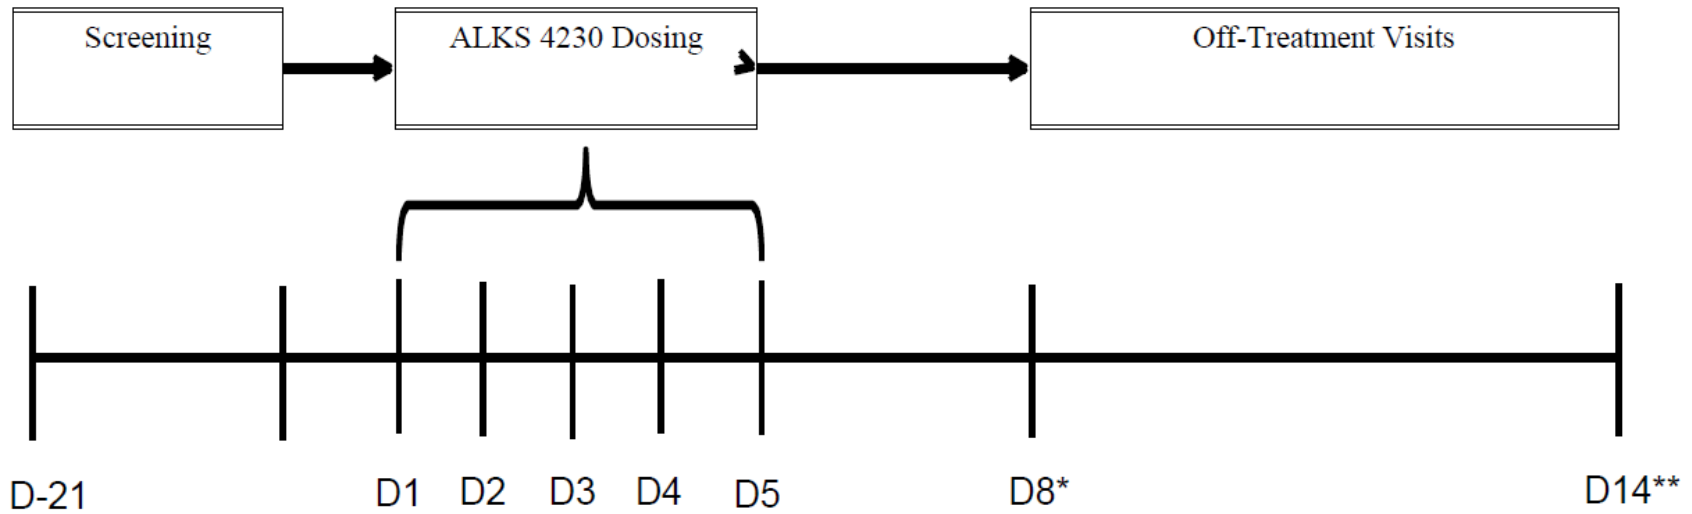 Screening
ALKS 4230 Dosing
Off-Treatment Visits
D-21
D1
D2
D3
D4
D5
D8*
D14**